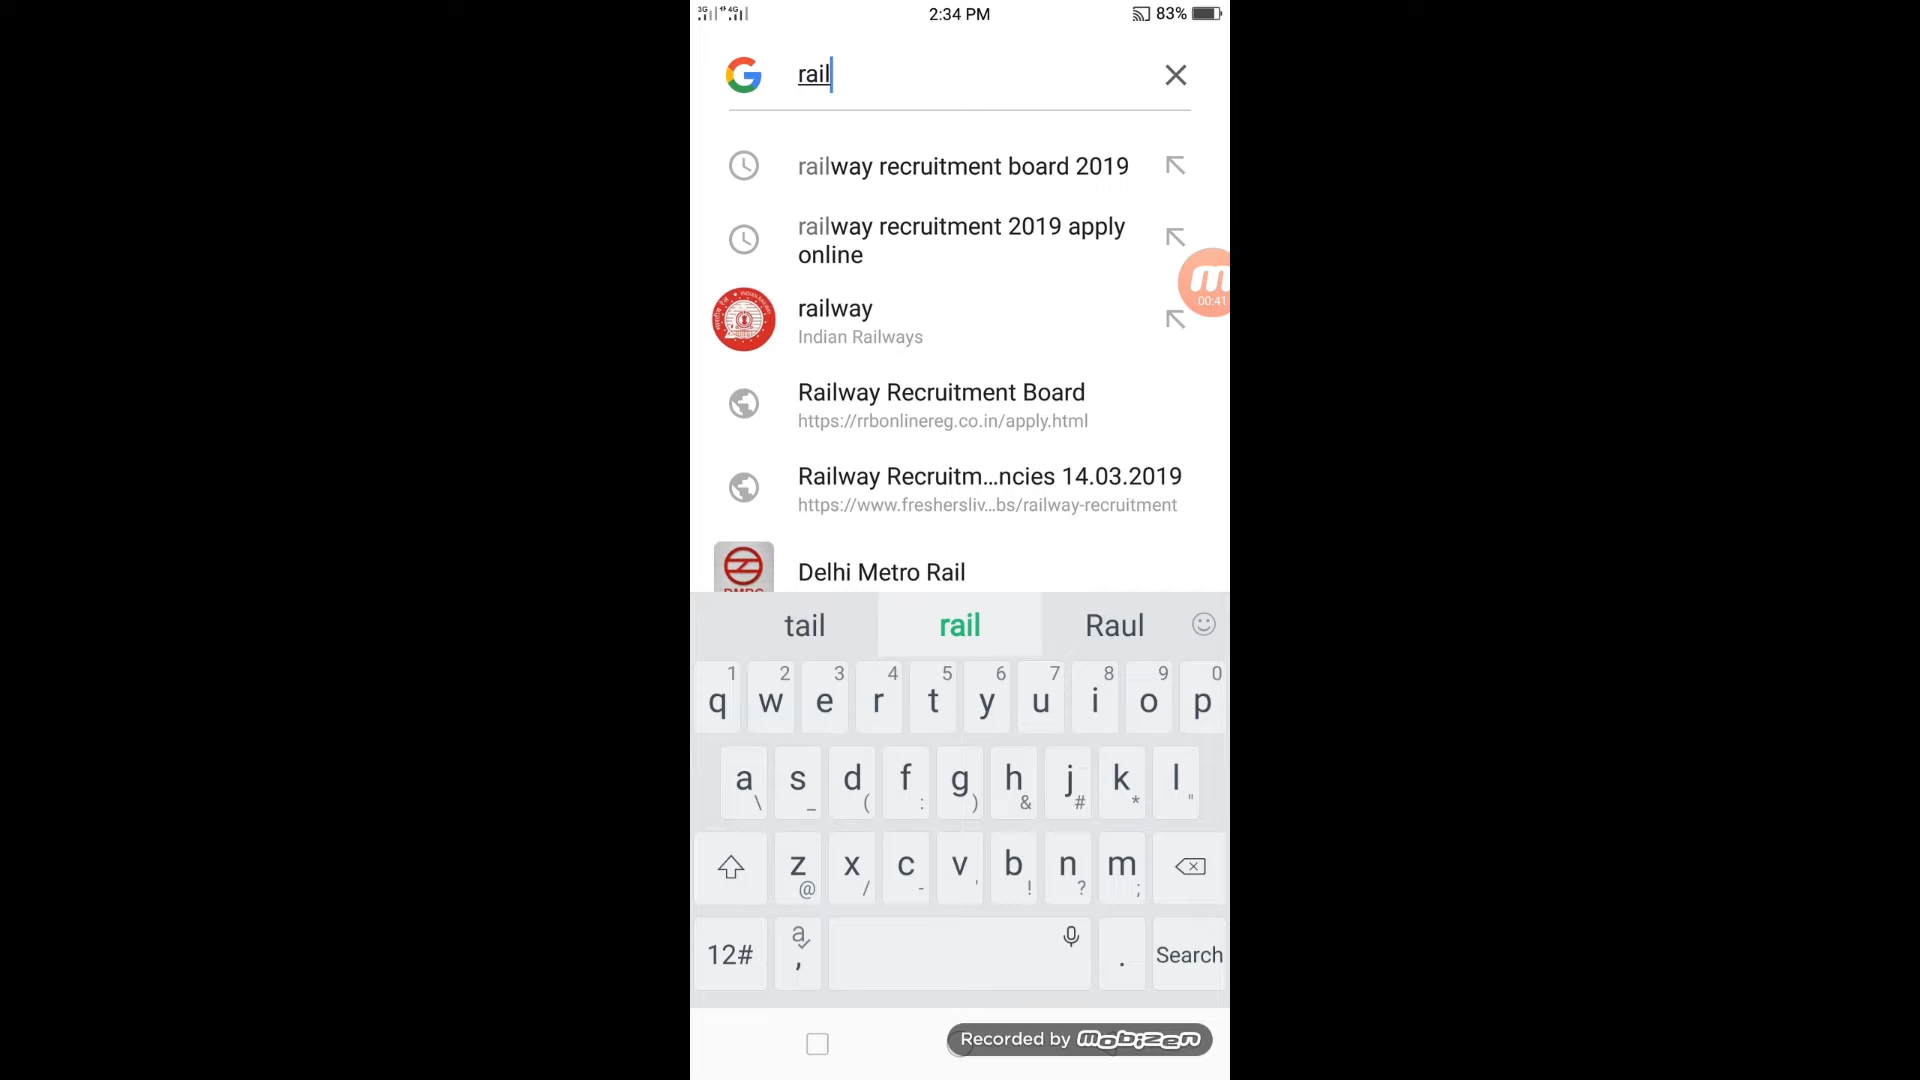 3G 4G 2:34 PM 83%
rail
railway recruitment board 2019
railway recruitment 2019 apply
online
00:41
railway
Indian Railways
Railway Recruitment Board
https://rrbonlinereg.co.in/apply.html
Railway Recruitm...ncies 14.03.2019
https://www.freshersliv...bs/railway-recruitment
Delhi Metro Rail
tail rail Raul
1 2 3 4 5 6 7 8 9 0
q w e r t y u i o p
a s d f g h j k l
\ _ ( : ) & # * "
z x c v b n m
@ / - ' ! ? ;
12# a , . Search
Recorded by mobizen